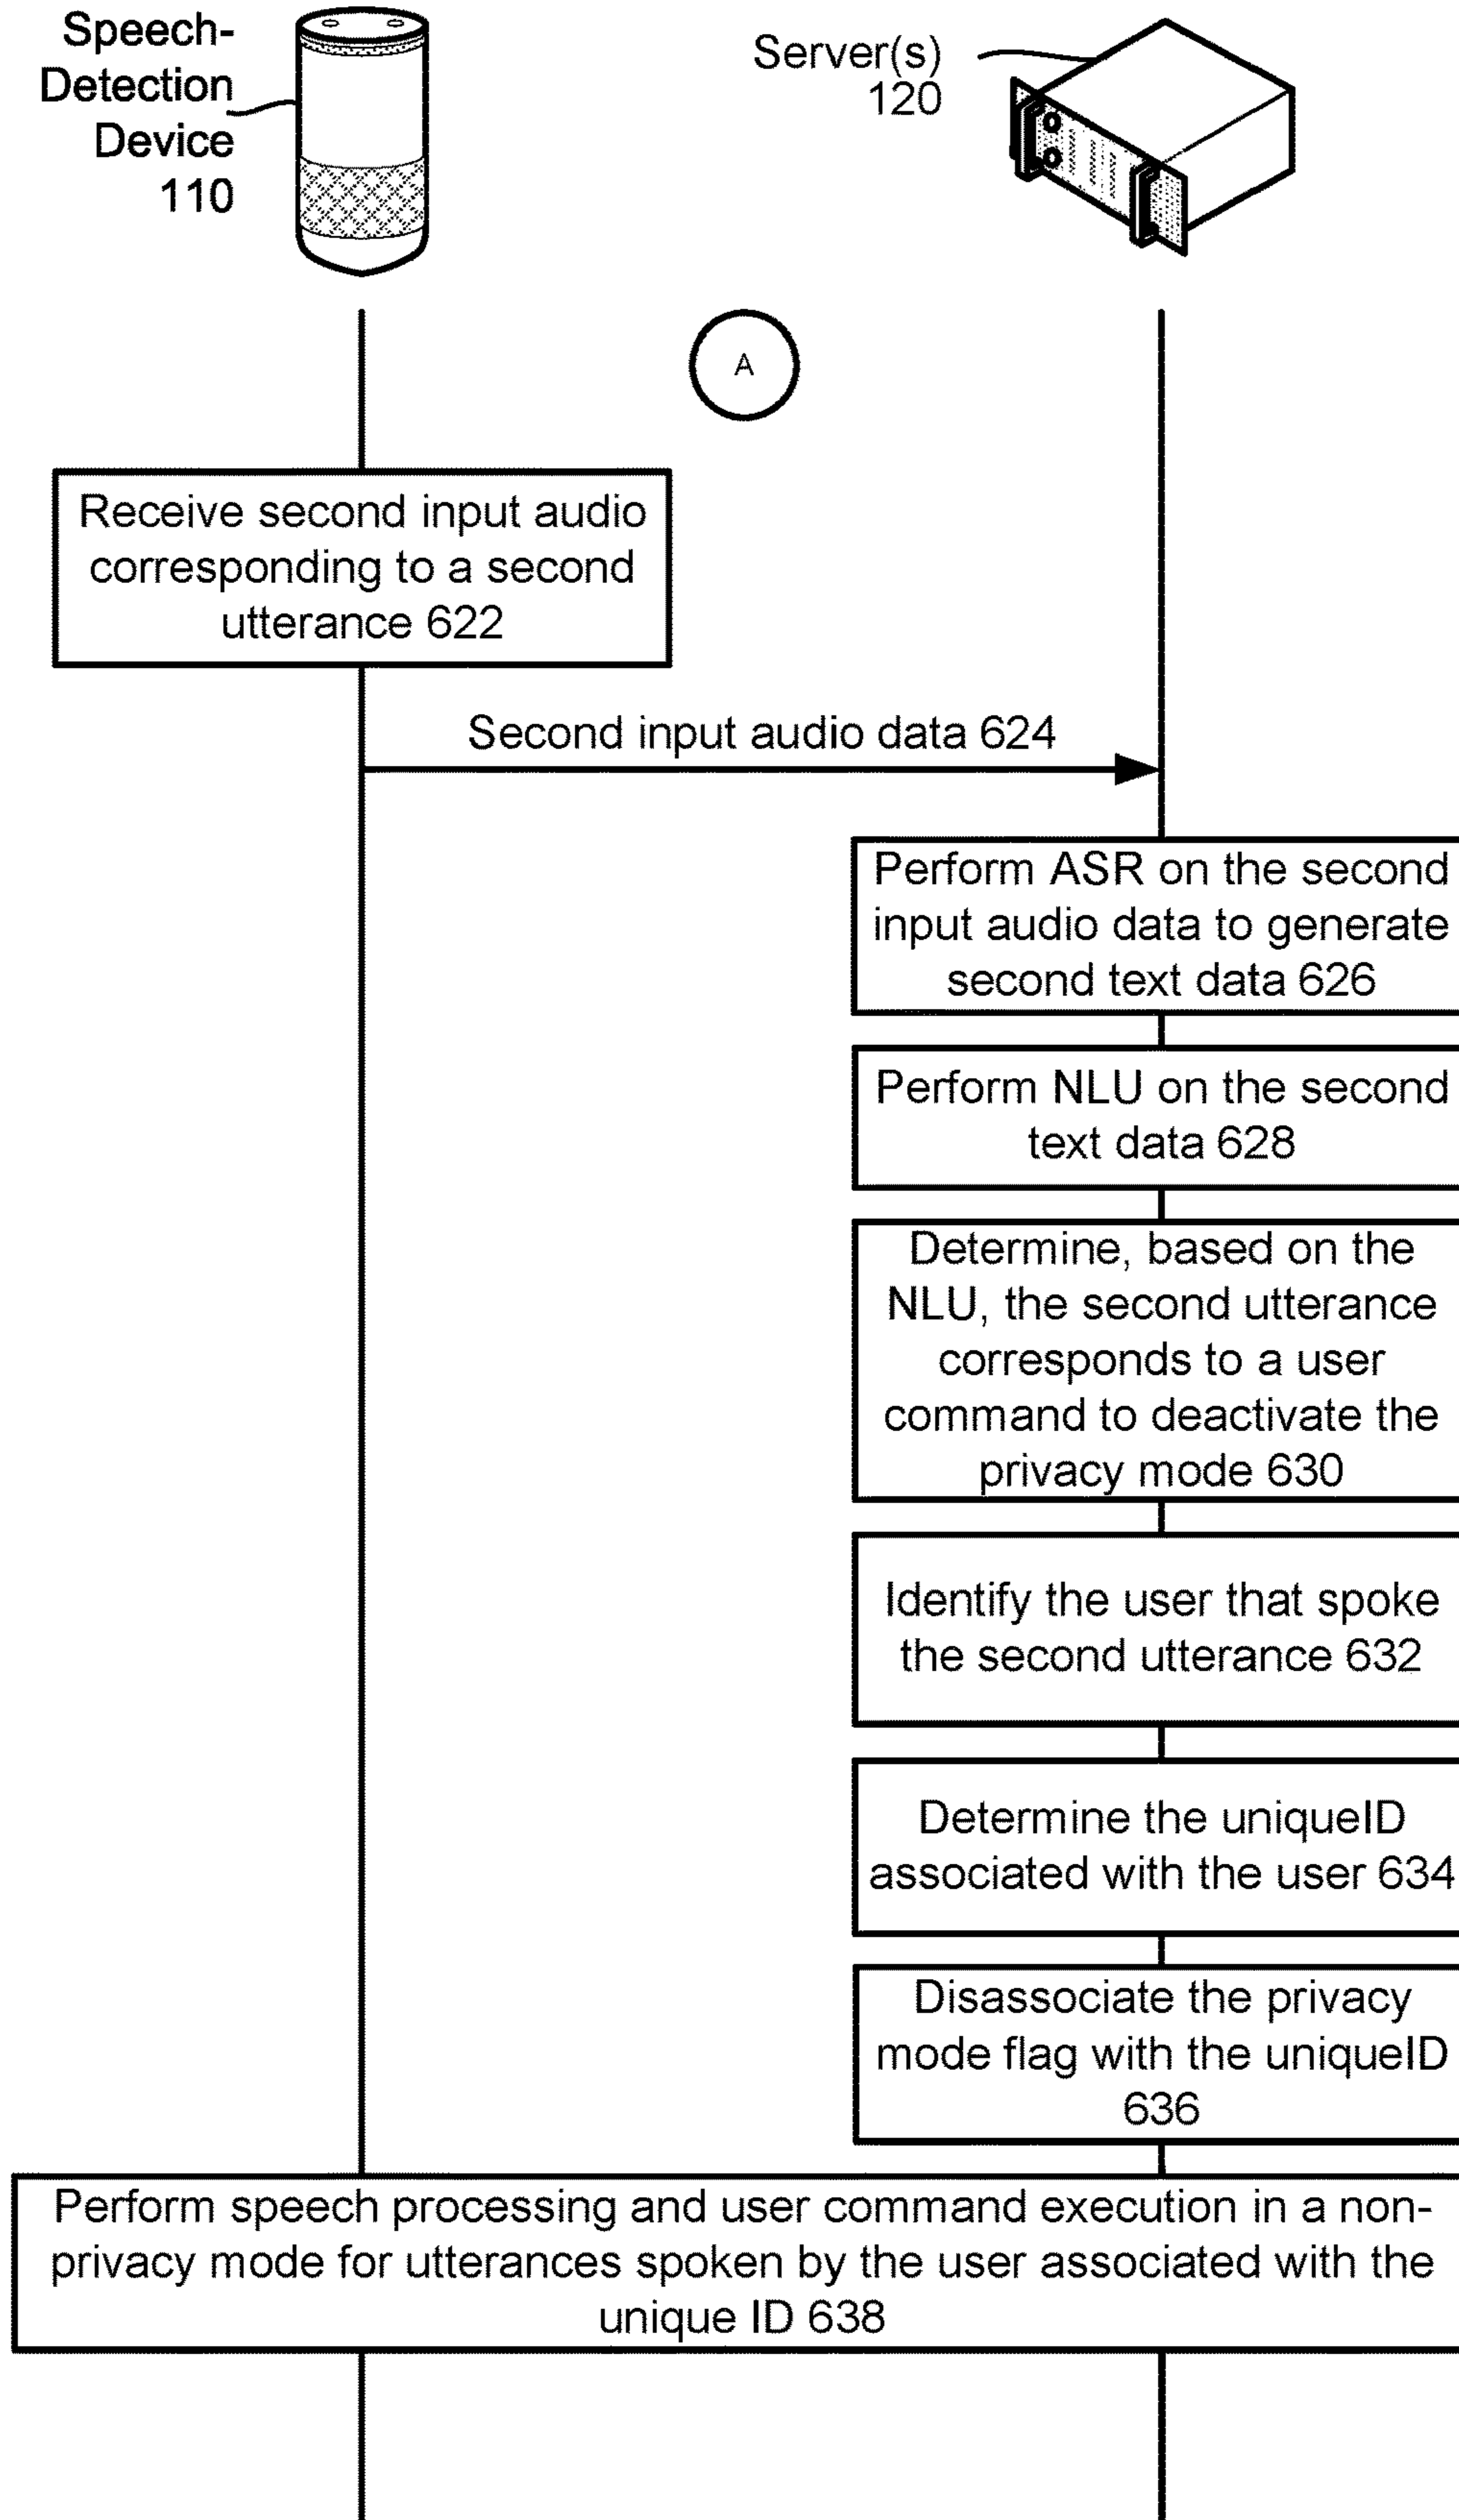 Speech-
Detection
Device
110
Server(s)
120
A
Receive second input audio
corresponding to a second
utterance 622
Second input audio data 624
Perform ASR on the second
input audio data to generate
second text data 626
Perform NLU on the second
text data 628
Determine, based on the
NLU, the second utterance
corresponds to a user
command to deactivate the
privacy mode 630
Identify the user that spoke
the second utterance 632
Determine the uniqueID
associated with the user 634
Disassociate the privacy
mode flag with the uniqueID
636
Perform speech processing and user command execution in a non-
privacy mode for utterances spoken by the user associated with the
unique ID 638